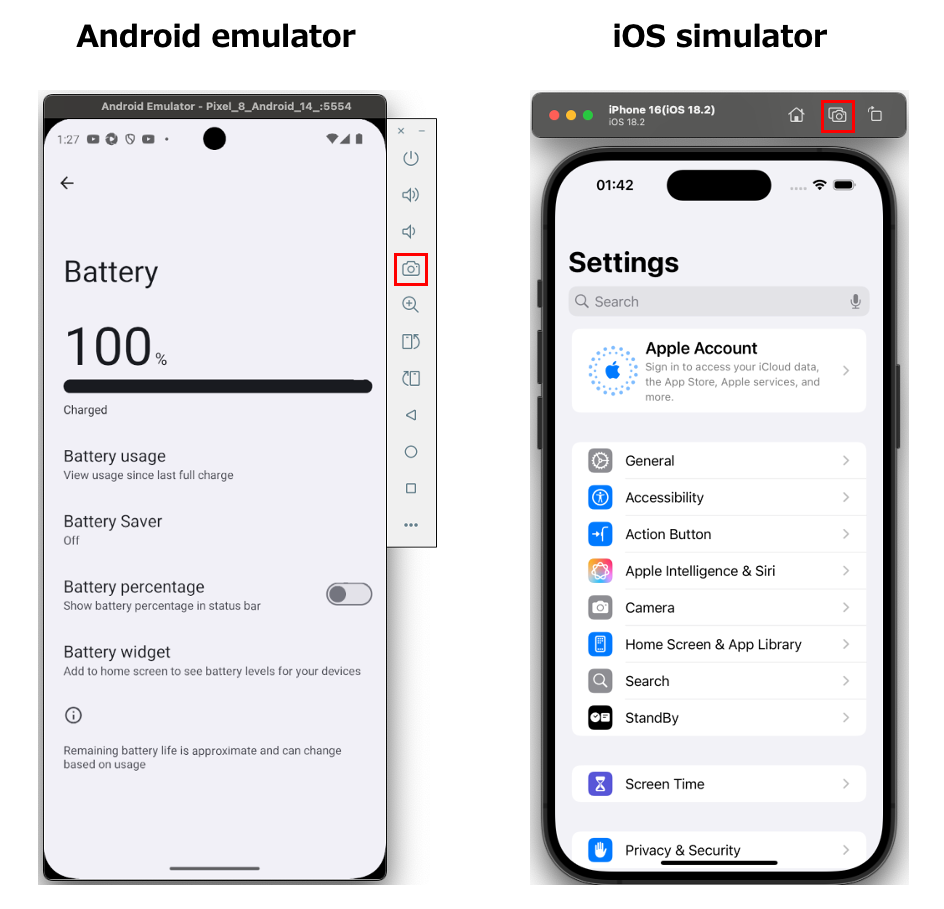 Android emulator
Android Emulator - Pixel_8_Android_14_:5554
1:27
Battery
100 %
Charged
Battery usage
View usage since last full charge
Battery Saver
Off
Battery percentage
Show battery percentage in status bar
Battery widget
Add to home screen to see battery levels for your devices
Remaining battery life is approximate and can change
based on usage
iOS simulator
iPhone 16(iOS 18.2)
iOS 18.2
01:42
Settings
Search
Apple Account
Sign in to access your iCloud data,
the App Store, Apple services, and
more.
General
Accessibility
Action Button
Apple Intelligence & Siri
Camera
Home Screen & App Library
Search
StandBy
Screen Time
Privacy & Security